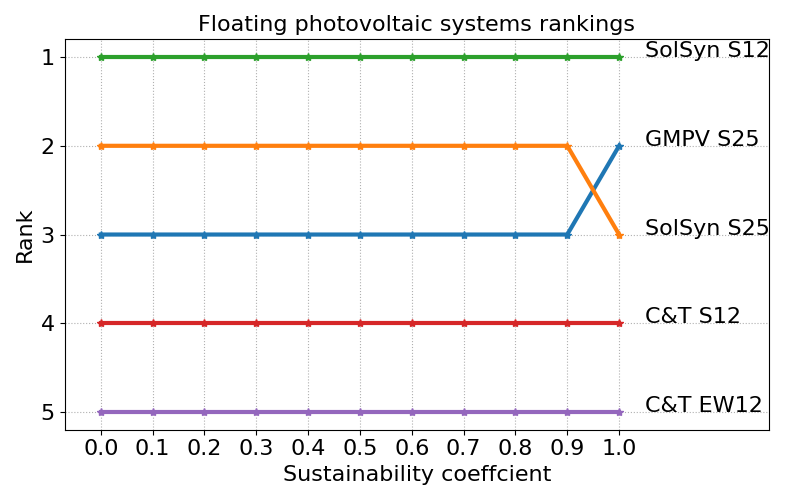 Floating photovoltaic systems rankings
1
SolSyn S12
2
GMPV S25
Rank
3
SolSyn S25
4
C&T S12
5
C&T EW12
0.0 0.1 0.2 0.3 0.4 0.5 0.6 0.7 0.8 0.9 1.0
Sustainability coeffcient